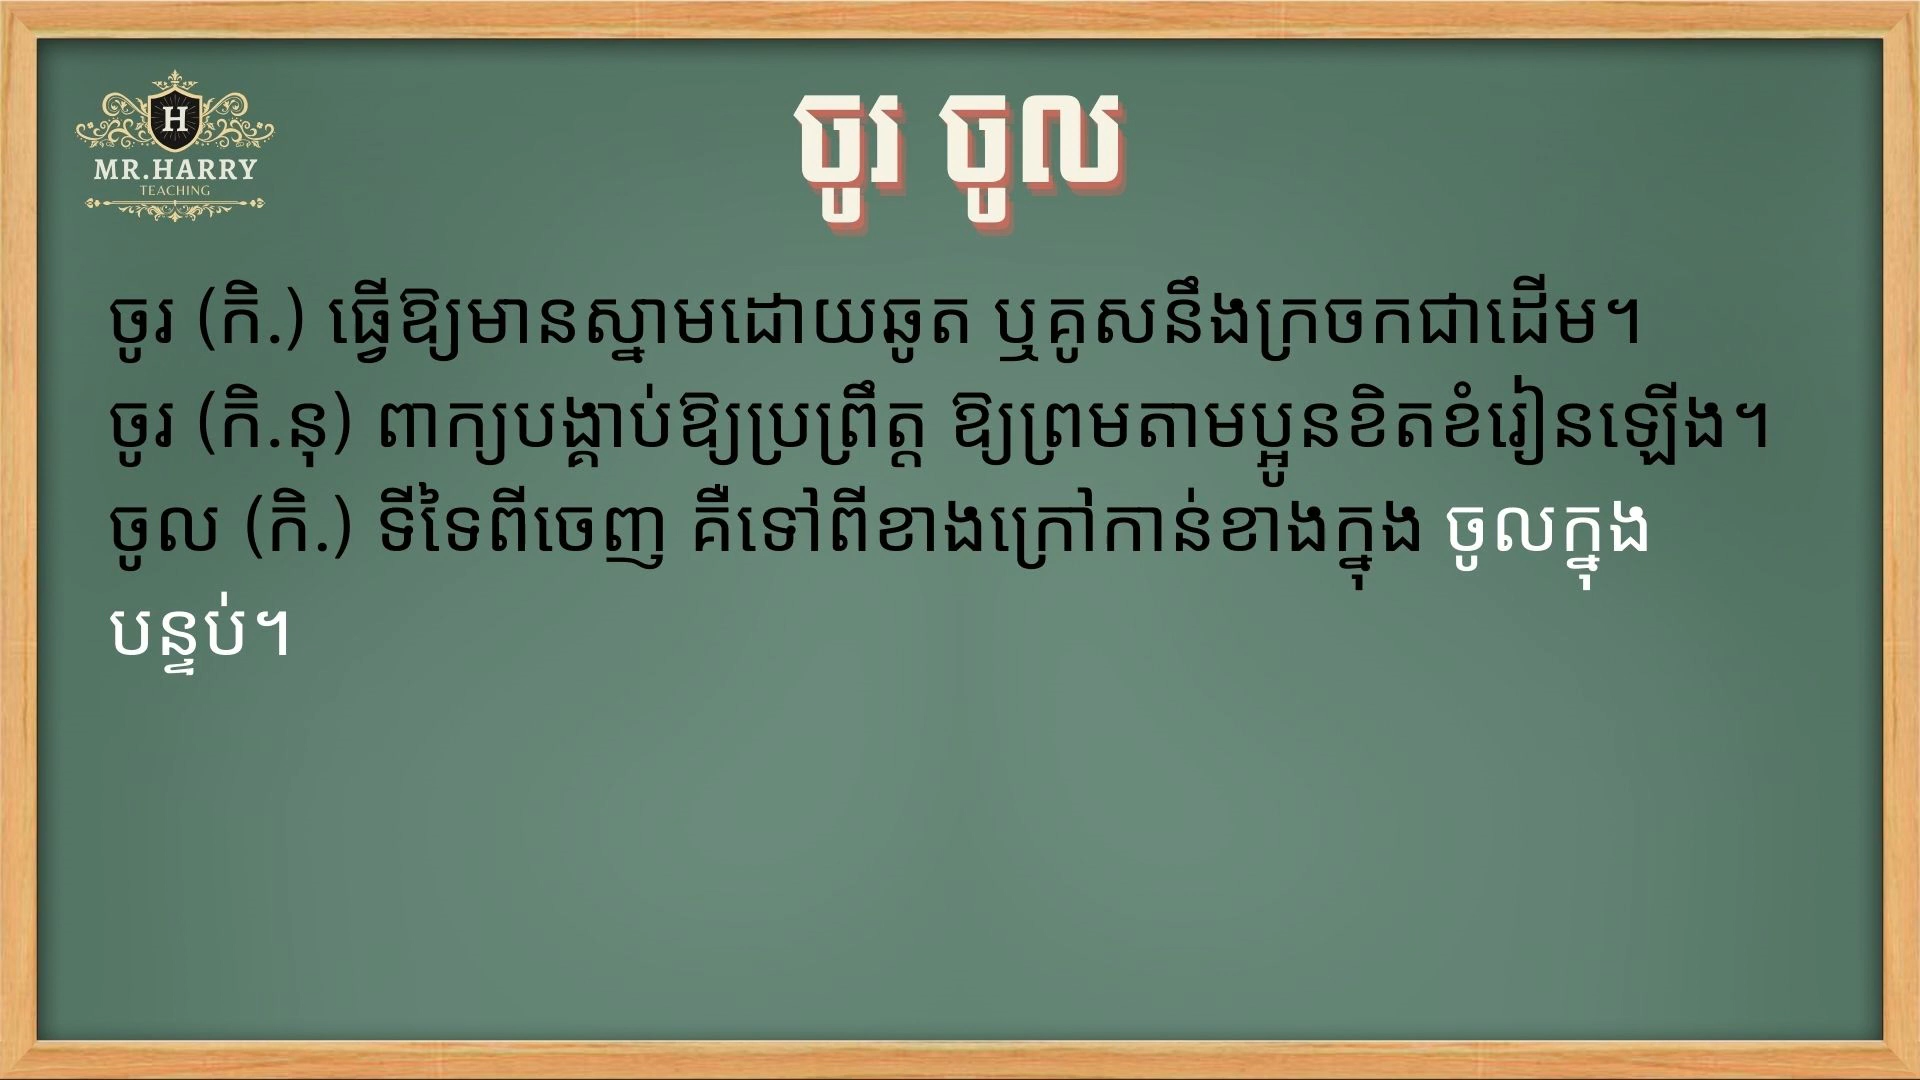 H
MR.HARRY
TEACHING
ចូរ ចូល
ចូរ (កិ.) ធ្វើឱ្យមានស្នាមដោយឆូត ឬគូសនឹងក្រចកជាដើម។
ចូរ (កិ.នុ) ពាក្យបង្គាប់ឱ្យប្រព្រឹត្ត ឱ្យព្រមតាមប្អូនខិតខំរៀនឡើង។
ចូល (កិ.) ទីទៃពីចេញ គឺទៅពីខាងក្រៅកាន់ខាងក្នុង ចូលក្នុង
បន្ទប់។